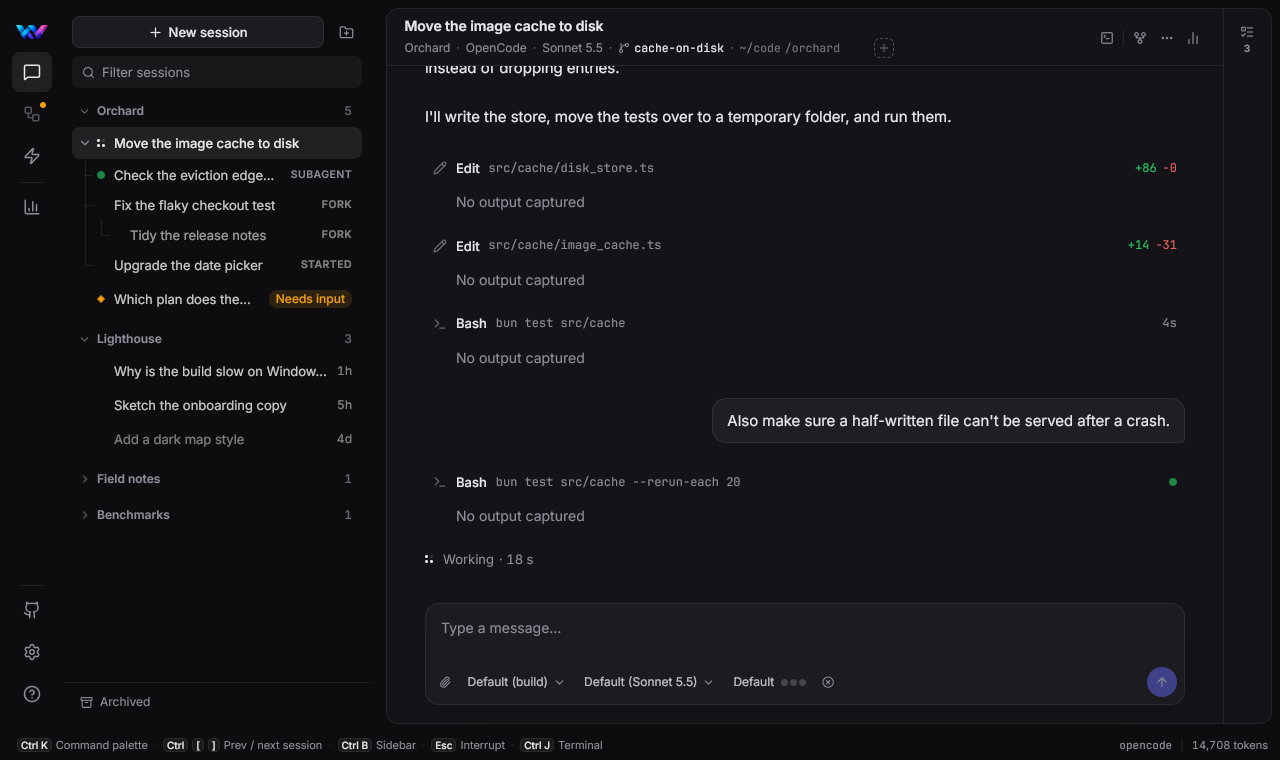 New session
Filter sessions
Orchard 5
Move the image cache to disk
Check the eviction edge... SUBAGENT
Fix the flaky checkout test FORK
Tidy the release notes FORK
Upgrade the date picker STARTED
Which plan does the... Needs input
Lighthouse 3
Why is the build slow on Window... 1h
Sketch the onboarding copy 5h
Add a dark map style 4d
Field notes 1
Benchmarks 1
Archived
Move the image cache to disk
Orchard · OpenCode · Sonnet 5.5 · cache-on-disk · ~/code /orchard
3
instead of dropping entries.
I'll write the store, move the tests over to a temporary folder, and run them.
Edit src/cache/disk_store.ts +86 -0
No output captured
Edit src/cache/image_cache.ts +14 -31
No output captured
Bash bun test src/cache 4s
No output captured
Also make sure a half-written file can't be served after a crash.
Bash bun test src/cache --rerun-each 20
No output captured
Working · 18 s
Type a message...
Default (build) Default (Sonnet 5.5) Default
Ctrl K Command palette · Ctrl [ ] Prev / next session · Ctrl B Sidebar · Esc Interrupt · Ctrl J Terminal
opencode 14,708 tokens